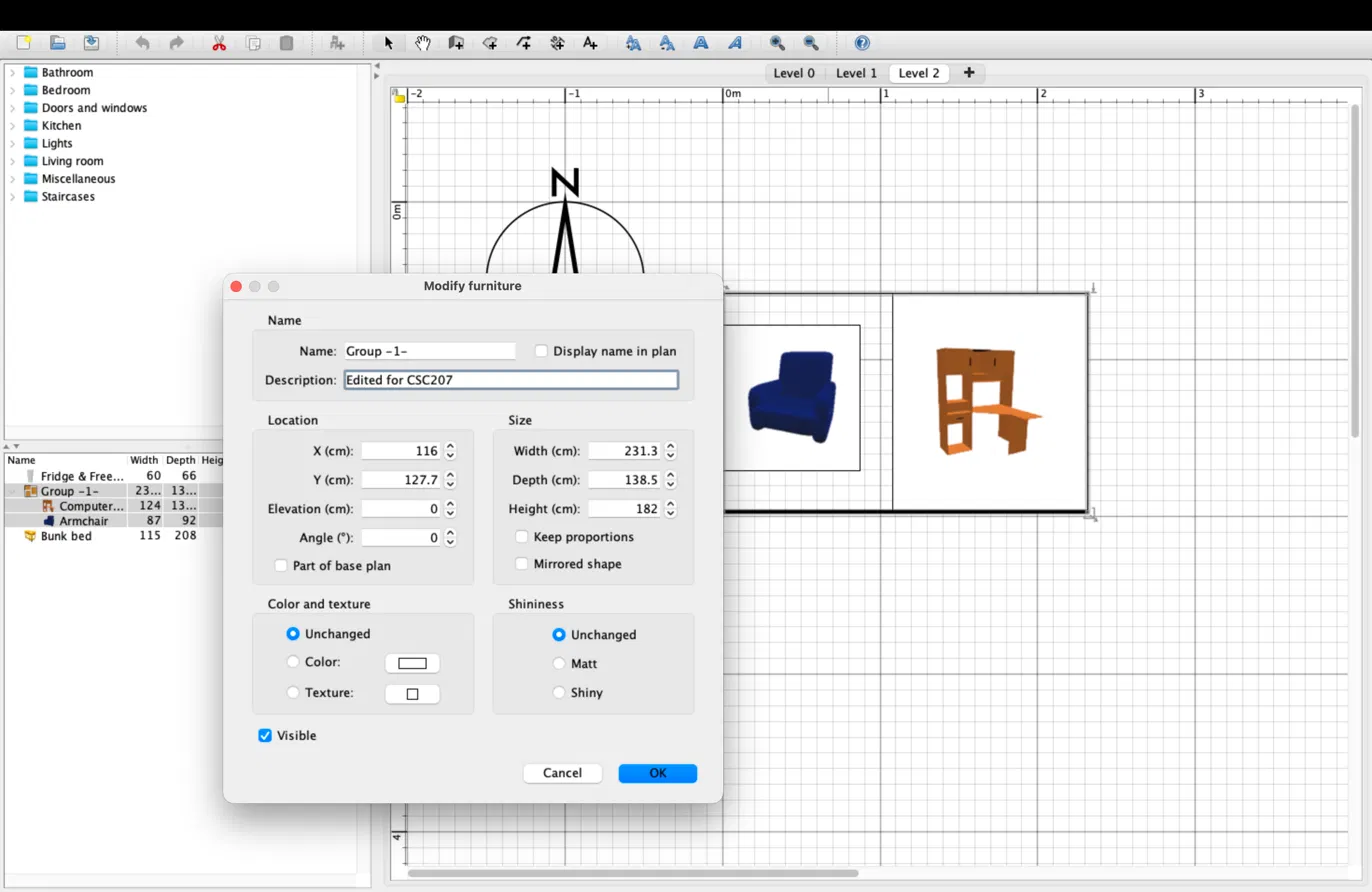 Level 0 Level 1 Level 2 +
Bathroom
Bedroom
Doors and windows
Kitchen
Lights
Living room
Miscellaneous
Staircases
-2 -1 0m 1 2 3
0m
N
Modify furniture
Name
Name: Group -1- Display name in plan
Description: Edited for CSC207
Location
X (cm): 116
Y (cm): 127.7
Elevation (cm): 0
Angle (°): 0
Part of base plan
Size
Width (cm): 231.3
Depth (cm): 138.5
Height (cm): 182
Keep proportions
Mirrored shape
Color and texture
Unchanged
Color:
Texture:
Shininess
Unchanged
Matt
Shiny
Visible
Cancel OK
Name Width Depth Heig
Fridge & Free... 60 66
Group -1- 23... 13...
Computer... 124 13...
Armchair 87 92
Bunk bed 115 208
4